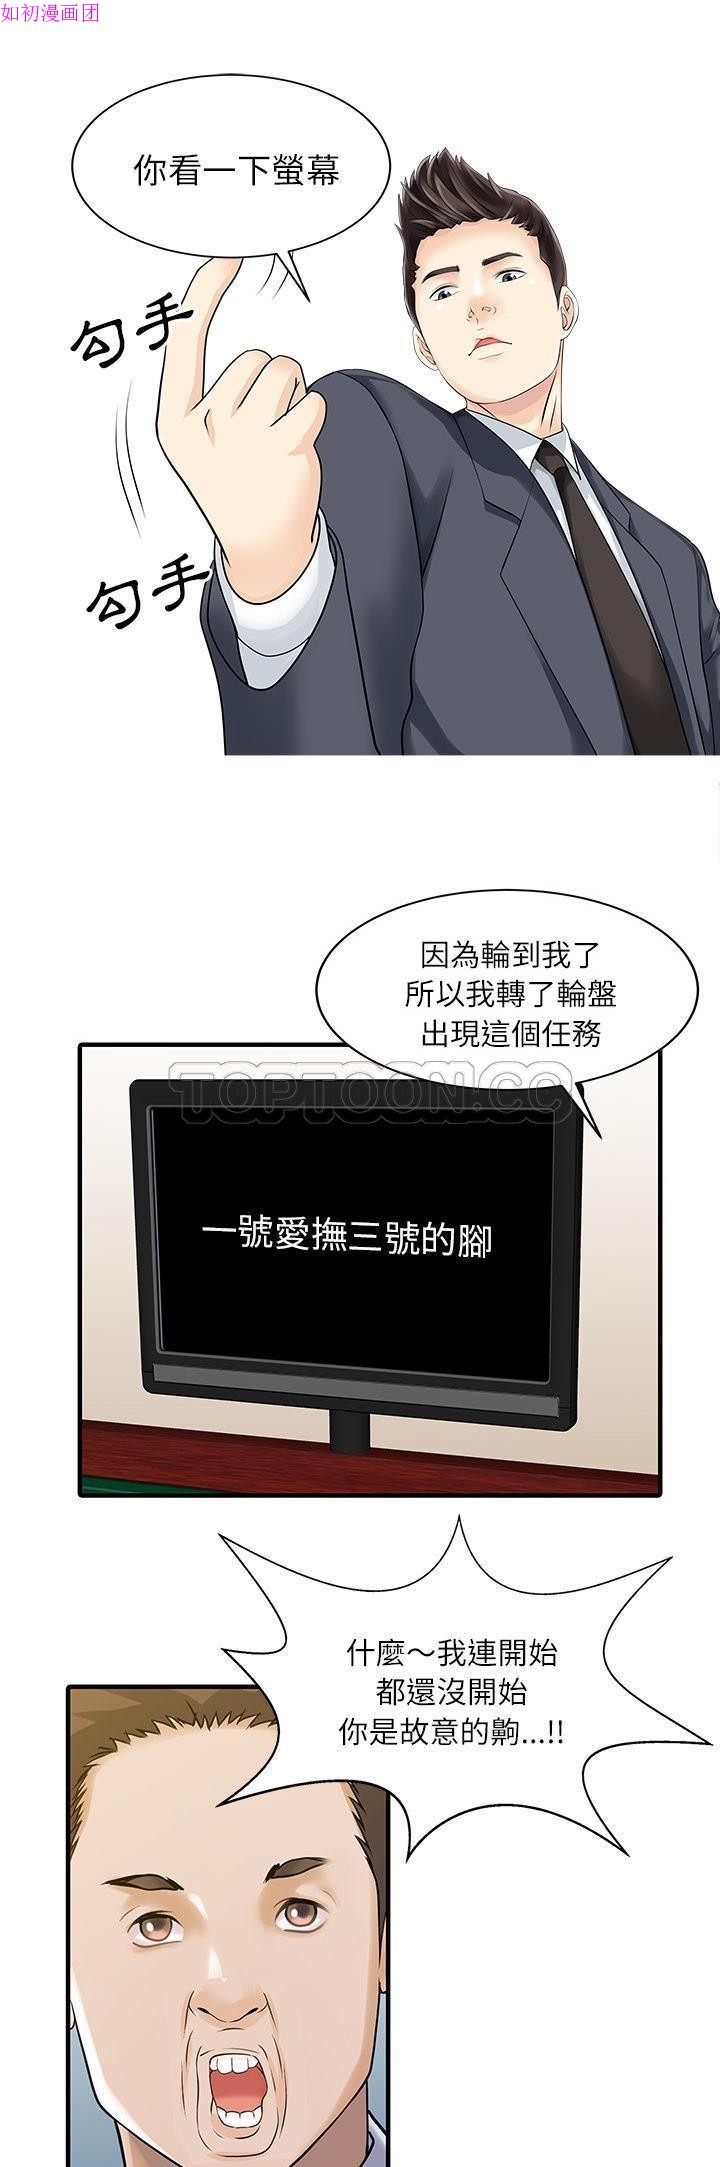 如初漫画团
你看一下螢幕
勾手
勾手
因為輪到我了
所以我轉了輪盤
出現這個任務
TOPTOON.CC
一號愛撫三號的腳
什麼～我連開始
都還沒開始
你是故意的齁...!!